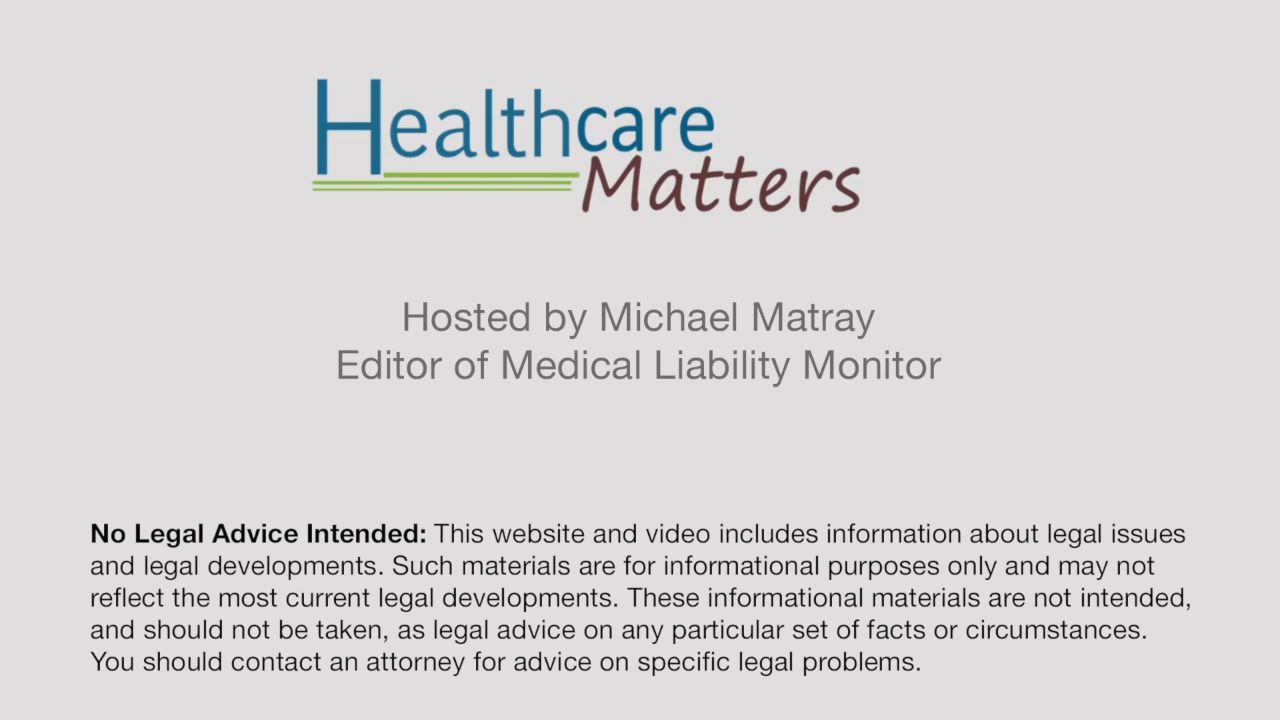 Healthcare
Matters
Hosted by Michael Matray
Editor of Medical Liability Monitor
No Legal Advice Intended: This website and video includes information about legal issues
and legal developments. Such materials are for informational purposes only and may not
reflect the most current legal developments. These informational materials are not intended,
and should not be taken, as legal advice on any particular set of facts or circumstances.
You should contact an attorney for advice on specific legal problems.